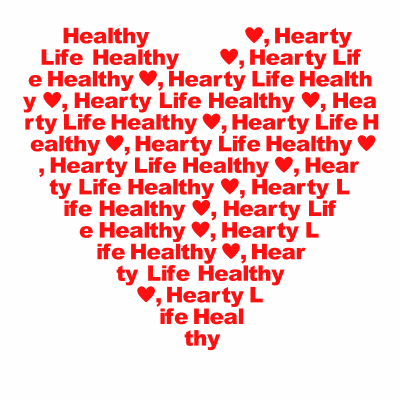 Healthy ♥, Hearty
Life Healthy ♥, Hearty Lif
e Healthy ♥, Hearty Life Health
y ♥, Hearty Life Healthy ♥, Hea
rty Life Healthy ♥, Hearty Life H
ealthy ♥, Hearty Life Healthy ♥
, Hearty Life Healthy ♥, Hear
ty Life Healthy ♥, Hearty L
ife Healthy ♥, Hearty Lif
e Healthy ♥, Hearty L
ife Healthy ♥, Hear
ty Life Healthy
♥, Hearty L
ife Heal
thy